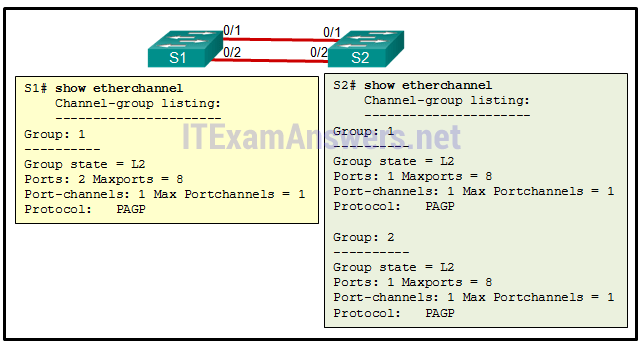 0/1 0/1
S1 0/2 0/2 S2
S1# show etherchannel
Channel-group listing:
----------------------
Group: 1
----------
Group state = L2
Ports: 2 Maxports = 8
Port-channels: 1 Max Portchannels = 1
Protocol: PAGP
S2# show etherchannel
Channel-group listing:
----------------------
Group: 1
----------
Group state = L2
Ports: 1 Maxports = 8
Port-channels: 1 Max Portchannels = 1
Protocol: PAGP
Group: 2
----------
Group state = L2
Ports: 1 Maxports = 8
Port-channels: 1 Max Portchannels = 1
Protocol: PAGP
ITExamAnswers.net